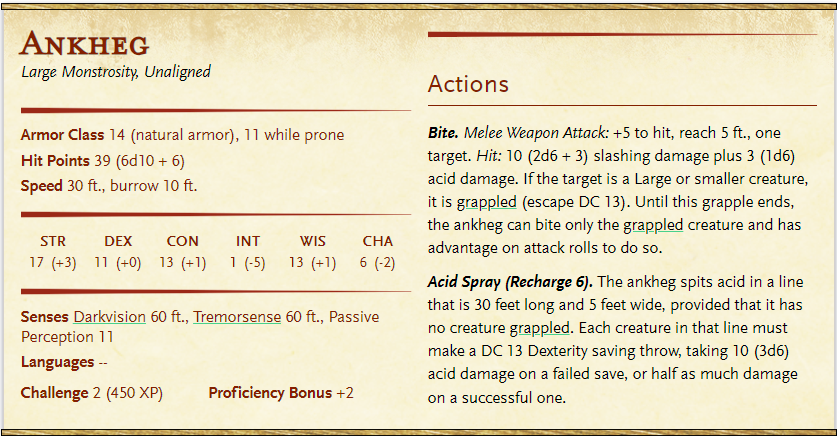 Ankheg
Large Monstrosity, Unaligned
Armor Class 14 (natural armor), 11 while prone
Hit Points 39 (6d10 + 6)
Speed 30 ft., burrow 10 ft.
STR DEX CON INT WIS CHA
17 (+3) 11 (+0) 13 (+1) 1 (-5) 13 (+1) 6 (-2)
Senses Darkvision 60 ft., Tremorsense 60 ft., Passive
Perception 11
Languages --
Challenge 2 (450 XP) Proficiency Bonus +2
Actions
Bite. Melee Weapon Attack: +5 to hit, reach 5 ft., one
target. Hit: 10 (2d6 + 3) slashing damage plus 3 (1d6)
acid damage. If the target is a Large or smaller creature,
it is grappled (escape DC 13). Until this grapple ends,
the ankheg can bite only the grappled creature and has
advantage on attack rolls to do so.
Acid Spray (Recharge 6). The ankheg spits acid in a line
that is 30 feet long and 5 feet wide, provided that it has
no creature grappled. Each creature in that line must
make a DC 13 Dexterity saving throw, taking 10 (3d6)
acid damage on a failed save, or half as much damage
on a successful one.